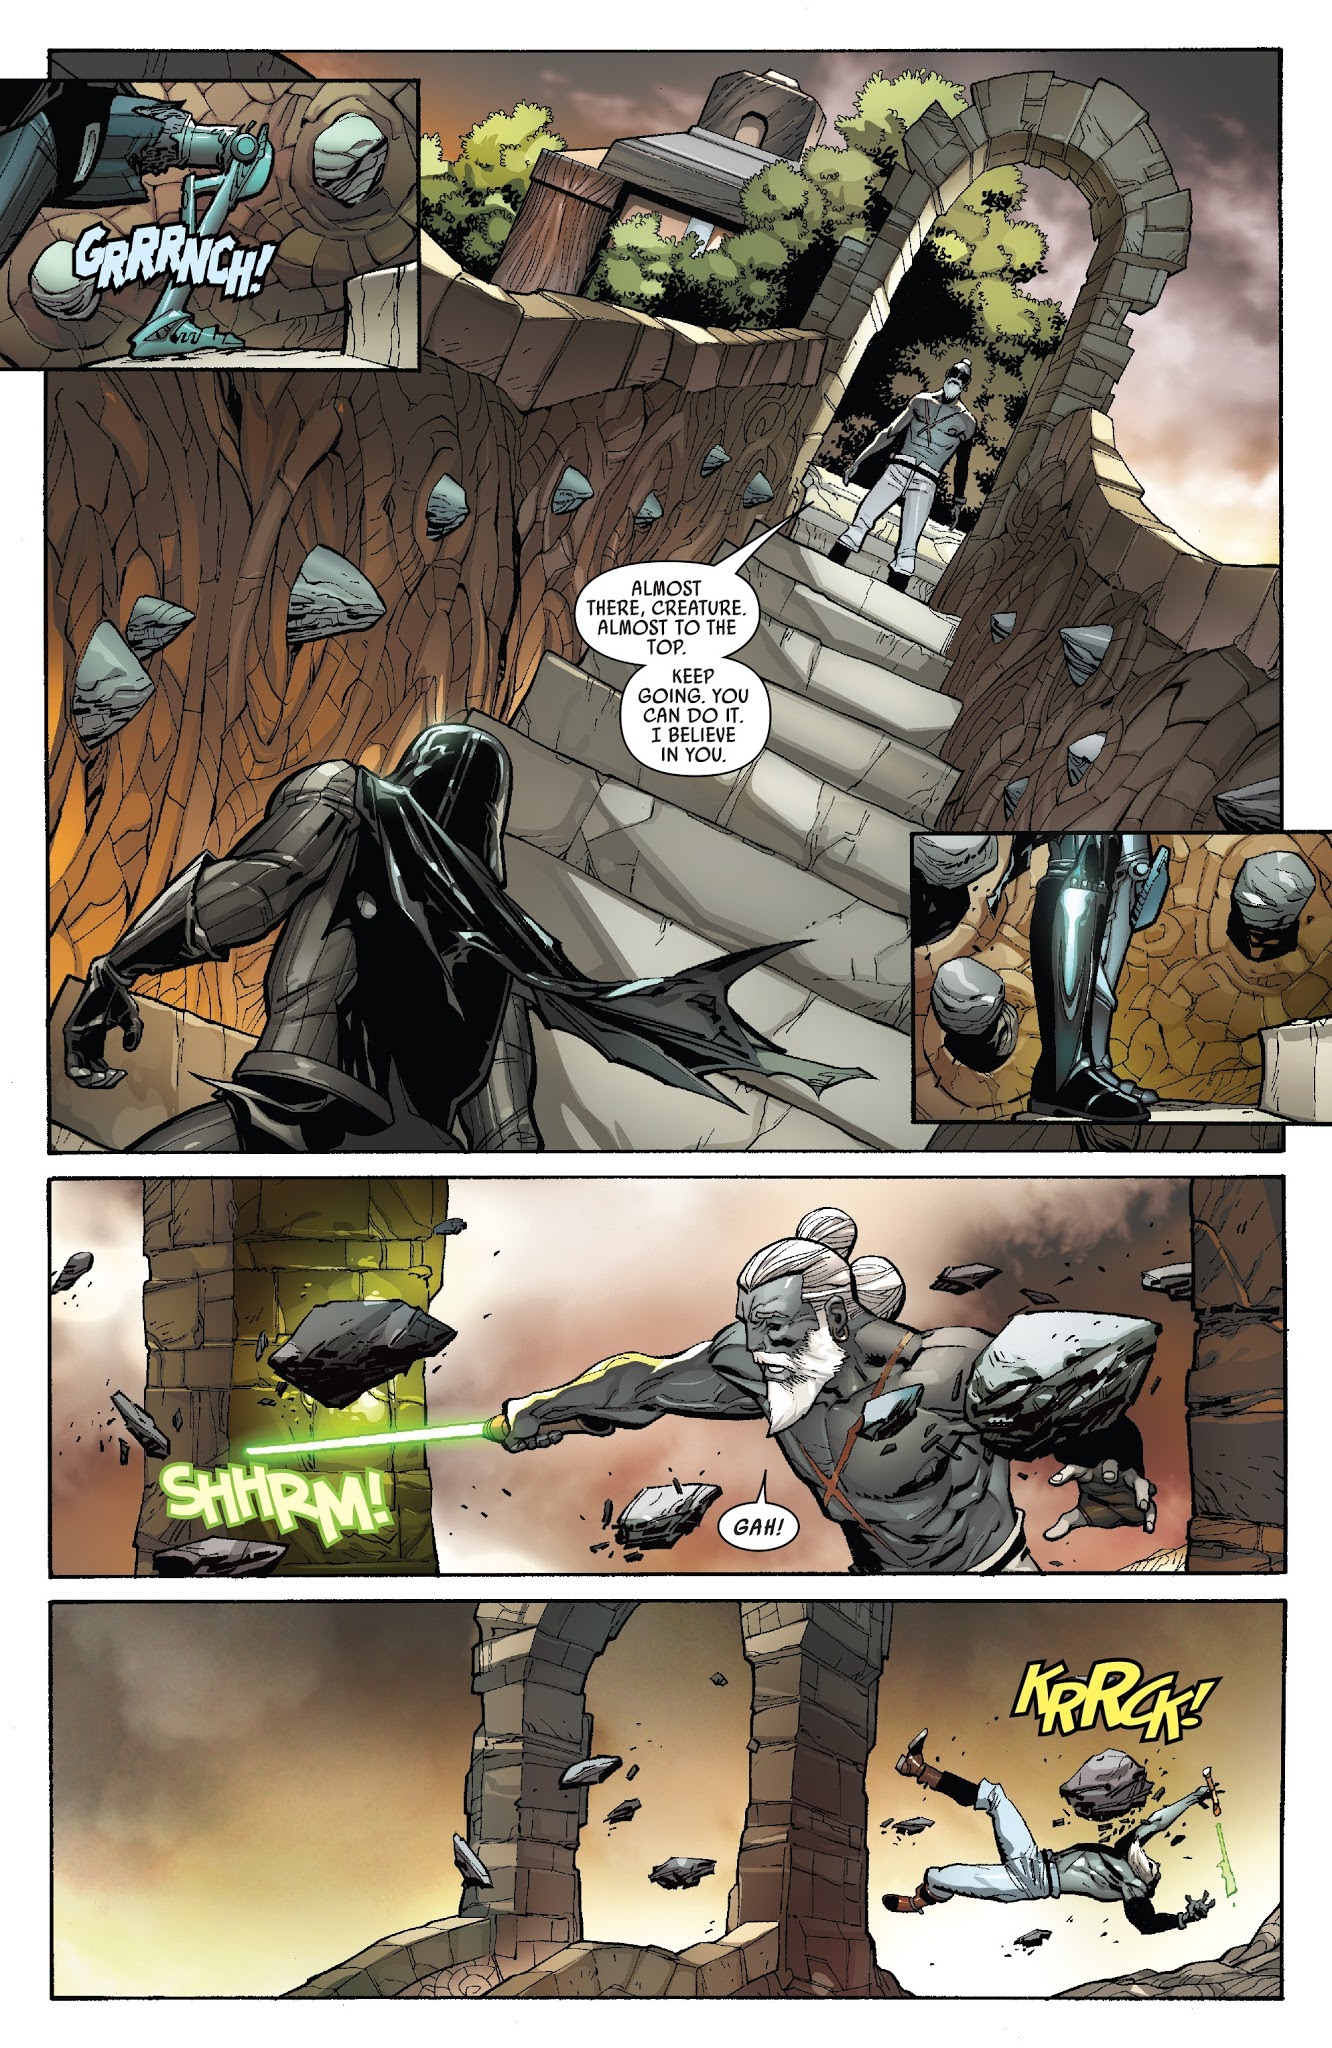 GRRRNCH!
ALMOST
THERE, CREATURE.
ALMOST TO THE
TOP.
KEEP
GOING. YOU
CAN DO IT.
I BELIEVE
IN YOU.
SHHRM!
GAH!
KRRRCK!